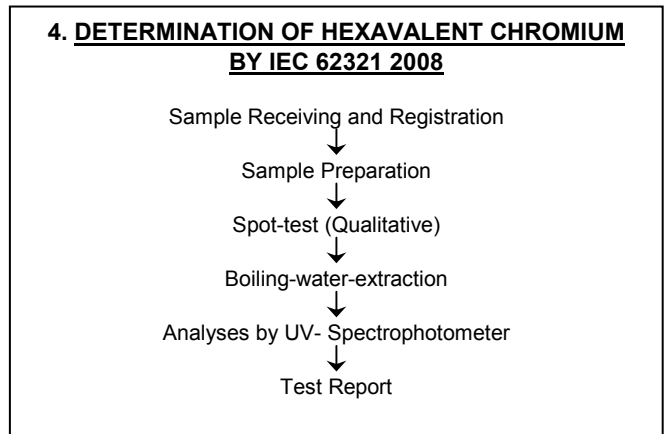 4. DETERMINATION OF HEXAVALENT CHROMIUM
BY IEC 62321 2008
Sample Receiving and Registration
Sample Preparation
Spot-test (Qualitative)
Boiling-water-extraction
Analyses by UV- Spectrophotometer
Test Report